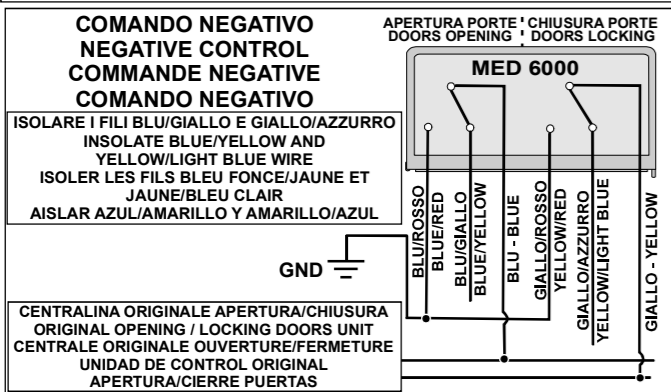 COMANDO NEGATIVO
NEGATIVE CONTROL
COMMANDE NEGATIVE
COMANDO NEGATIVO
ISOLARE I FILI BLU/GIALLO E GIALLO/AZZURRO
INSOLATE BLUE/YELLOW AND
YELLOW/LIGHT BLUE WIRE
ISOLER LES FILS BLEU FONCE/JAUNE ET
JAUNE/BLEU CLAIR
AISLAR AZUL/AMARILLO Y AMARILLO/AZUL
APERTURA PORTE
DOORS OPENING
CHIUSURA PORTE
DOORS LOCKING
MED 6000
BLU/ROSSO
BLUE/RED
BLU/GIALLO
BLUE/YELLOW
BLU - BLUE
GIALLO/ROSSO
YELLOW/RED
GIALLO/AZZURRO
YELLOW/LIGHT BLUE
GIALLO - YELLOW
GND
CENTRALINA ORIGINALE APERTURA/CHIUSURA
ORIGINAL OPENING / LOCKING DOORS UNIT
CENTRALE ORIGINALE OUVERTURE/FERMETURE
UNIDAD DE CONTROL ORIGINAL
APERTURA/CIERRE PUERTAS